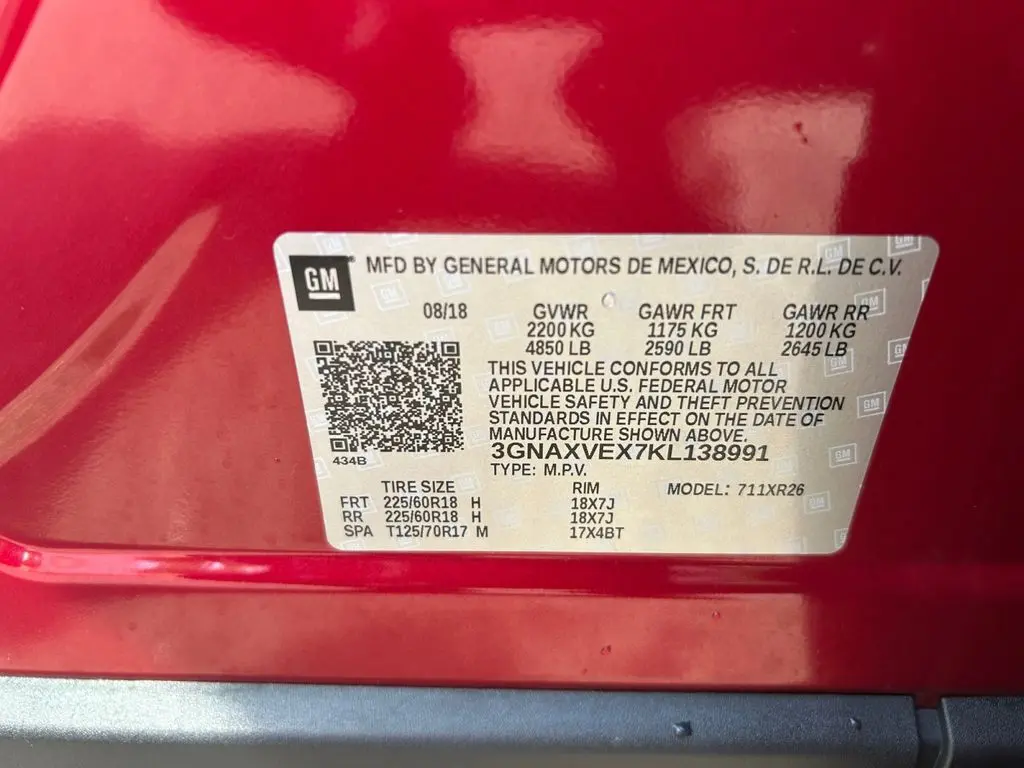 GM MFD BY GENERAL MOTORS DE MEXICO, S. DE R.L. DE C.V.
08/18 GVWR GAWR FRT GAWR RR
2200 KG 1175 KG 1200 KG
4850 LB 2590 LB 2645 LB
THIS VEHICLE CONFORMS TO ALL
APPLICABLE U.S. FEDERAL MOTOR
VEHICLE SAFETY AND THEFT PREVENTION
STANDARDS IN EFFECT ON THE DATE OF
MANUFACTURE SHOWN ABOVE.
3GNAXVEX7KL138991
434B
TYPE: M.P.V.
TIRE SIZE RIM MODEL: 711XR26
FRT 225/60R18 H 18X7J
RR 225/60R18 H 18X7J
SPA T125/70R17 M 17X4BT